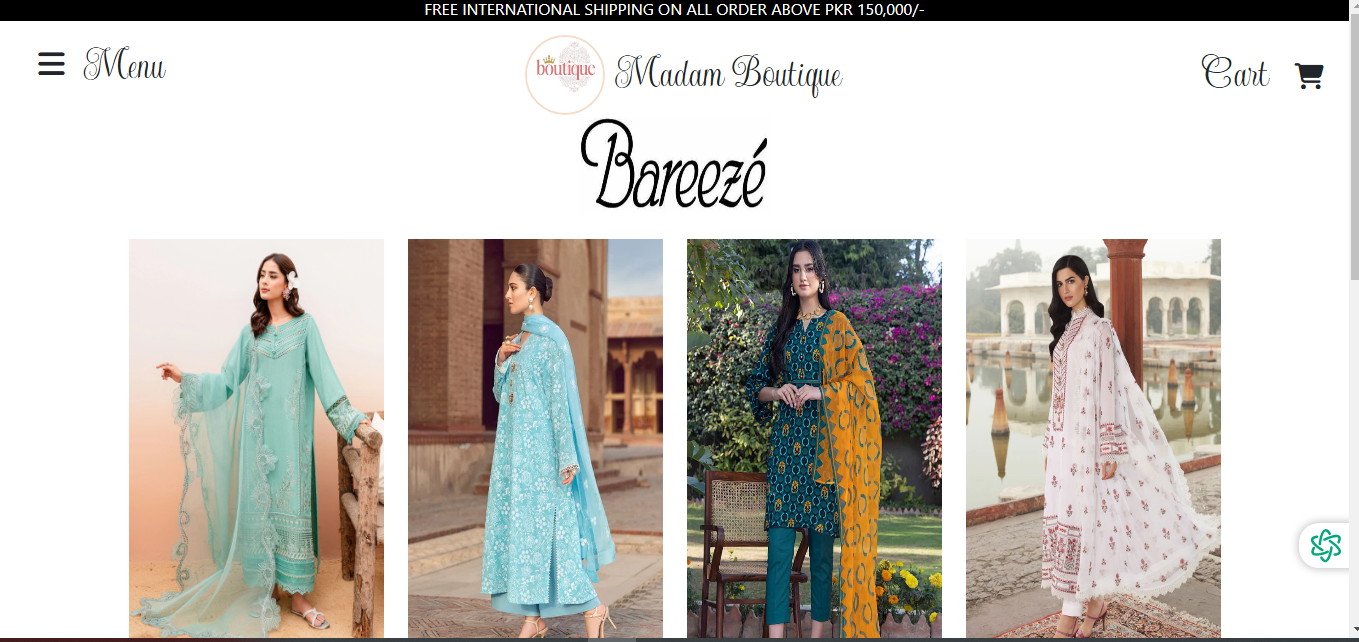 FREE INTERNATIONAL SHIPPING ON ALL ORDER ABOVE PKR 150,000/-
Menu
boutique
Madam Boutique
Cart
Bareezé